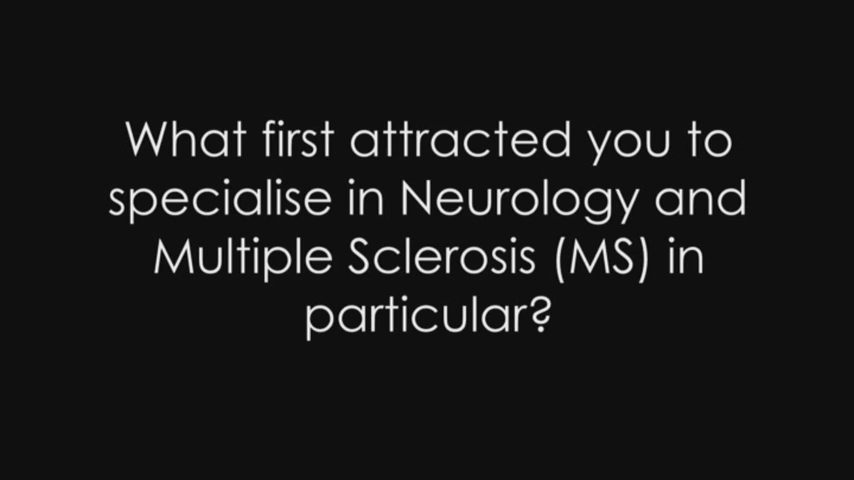 What first attracted you to
specialise in Neurology and
Multiple Sclerosis (MS) in
particular?